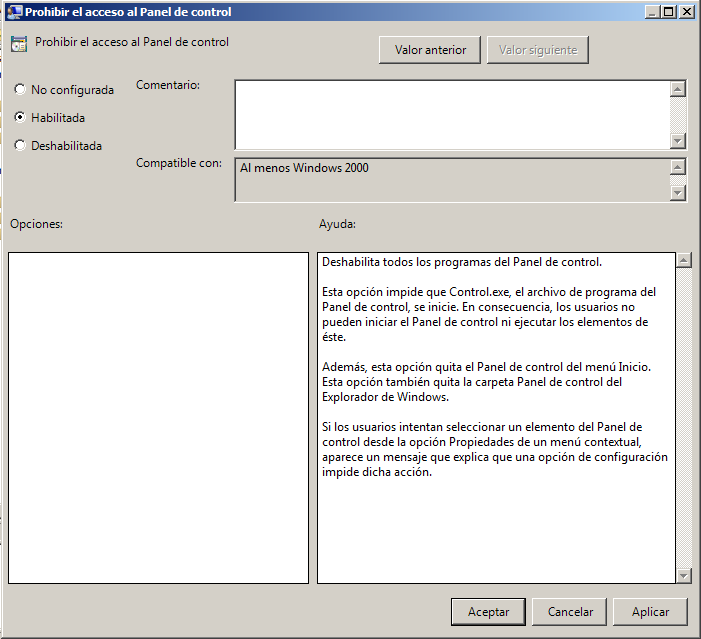 Prohibir el acceso al Panel de control
Prohibir el acceso al Panel de control
Valor anterior
Valor siguiente
No configurada
Habilitada
Deshabilitada
Comentario:
Compatible con:
Al menos Windows 2000
Opciones:
Ayuda:
Deshabilita todos los programas del Panel de control.
Esta opción impide que Control.exe, el archivo de programa del
Panel de control, se inicie. En consecuencia, los usuarios no
pueden iniciar el Panel de control ni ejecutar los elementos de
éste.
Además, esta opción quita el Panel de control del menú Inicio.
Esta opción también quita la carpeta Panel de control del
Explorador de Windows.
Si los usuarios intentan seleccionar un elemento del Panel de
control desde la opción Propiedades de un menú contextual,
aparece un mensaje que explica que una opción de configuración
impide dicha acción.
Aceptar
Cancelar
Aplicar